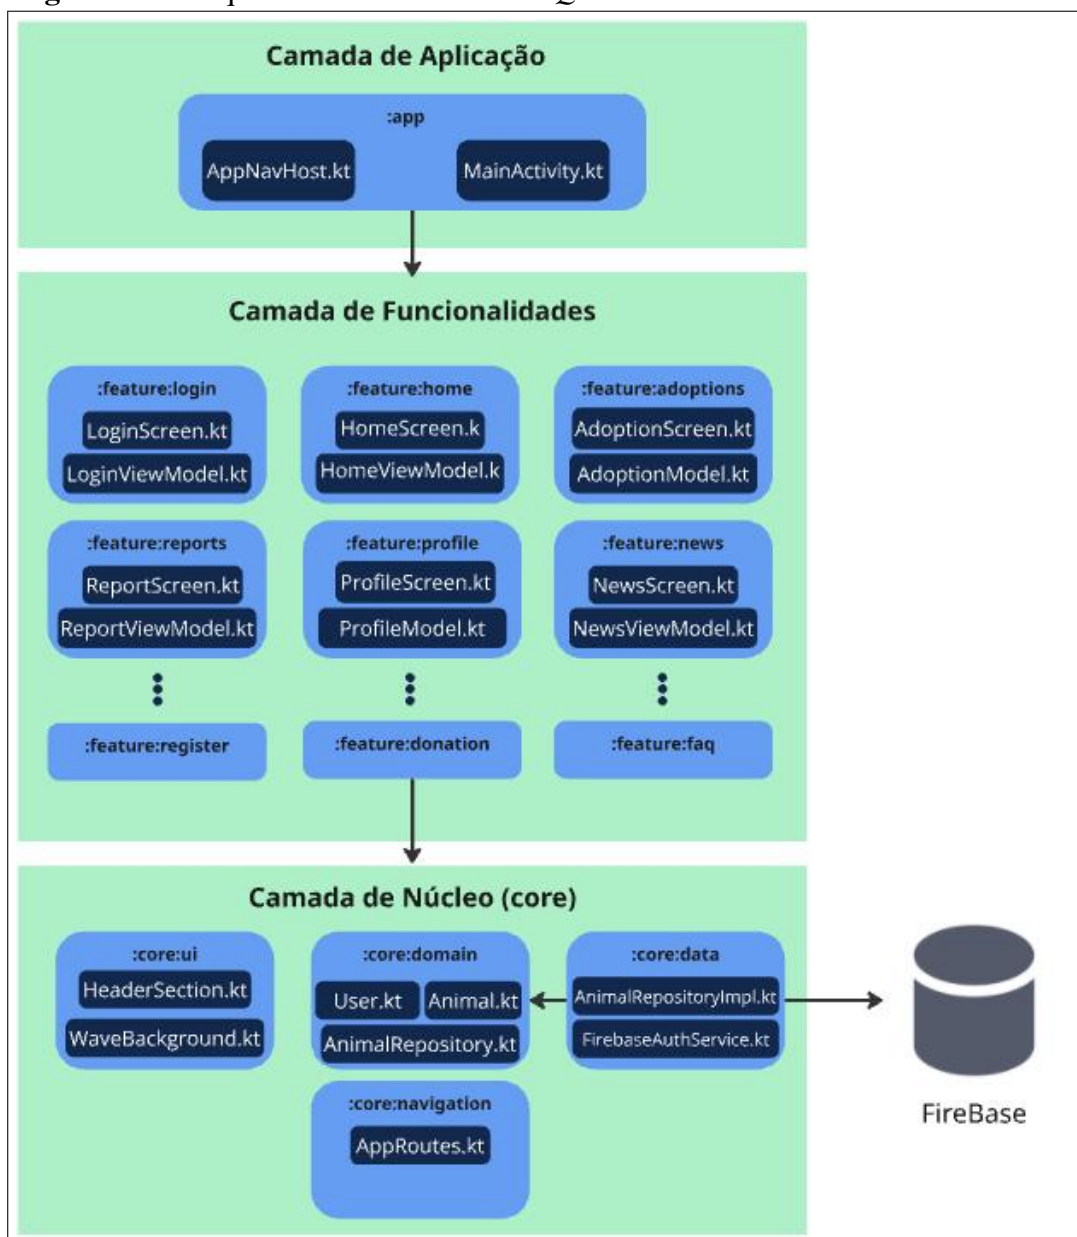 Camada de Aplicação
:app
AppNavHost.kt
MainActivity.kt
Camada de Funcionalidades
:feature:login
LoginScreen.kt
LoginViewModel.kt
:feature:home
HomeScreen.k
HomeViewModel.k
:feature:adoptions
AdoptionScreen.kt
AdoptionModel.kt
:feature:reports
ReportScreen.kt
ReportViewModel.kt
:feature:profile
ProfileScreen.kt
ProfileModel.kt
:feature:news
NewsScreen.kt
NewsViewModel.kt
:feature:register
:feature:donation
:feature:faq
Camada de Núcleo (core)
:core:ui
HeaderSection.kt
WaveBackground.kt
:core:domain
User.kt
Animal.kt
AnimalRepository.kt
:core:data
AnimalRepositoryImpl.kt
FirebaseAuthService.kt
:core:navigation
AppRoutes.kt
FireBase